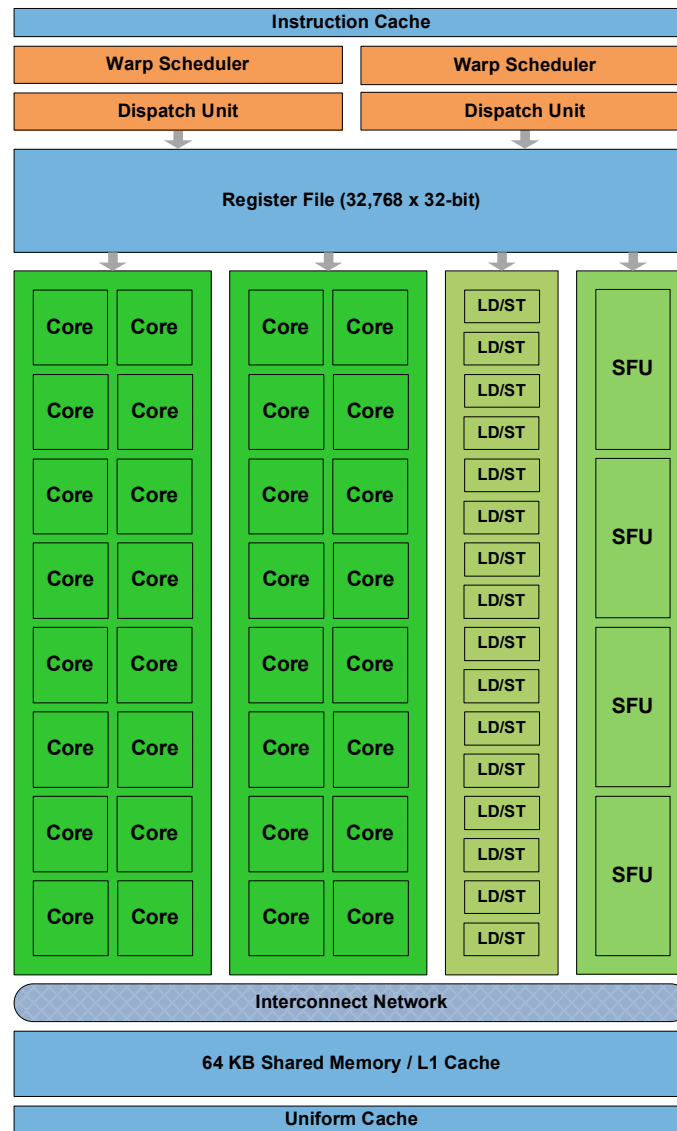 Instruction Cache
Warp Scheduler Warp Scheduler
Dispatch Unit Dispatch Unit
Register File (32,768 x 32-bit)
Core Core Core Core LD/ST
LD/ST
SFU
Core Core Core Core LD/ST
LD/ST
Core Core Core Core LD/ST
LD/ST
SFU
Core Core Core Core LD/ST
LD/ST
Core Core Core Core LD/ST
LD/ST
SFU
Core Core Core Core LD/ST
LD/ST
Core Core Core Core LD/ST
LD/ST
SFU
Core Core Core Core LD/ST
LD/ST
Interconnect Network
64 KB Shared Memory / L1 Cache
Uniform Cache